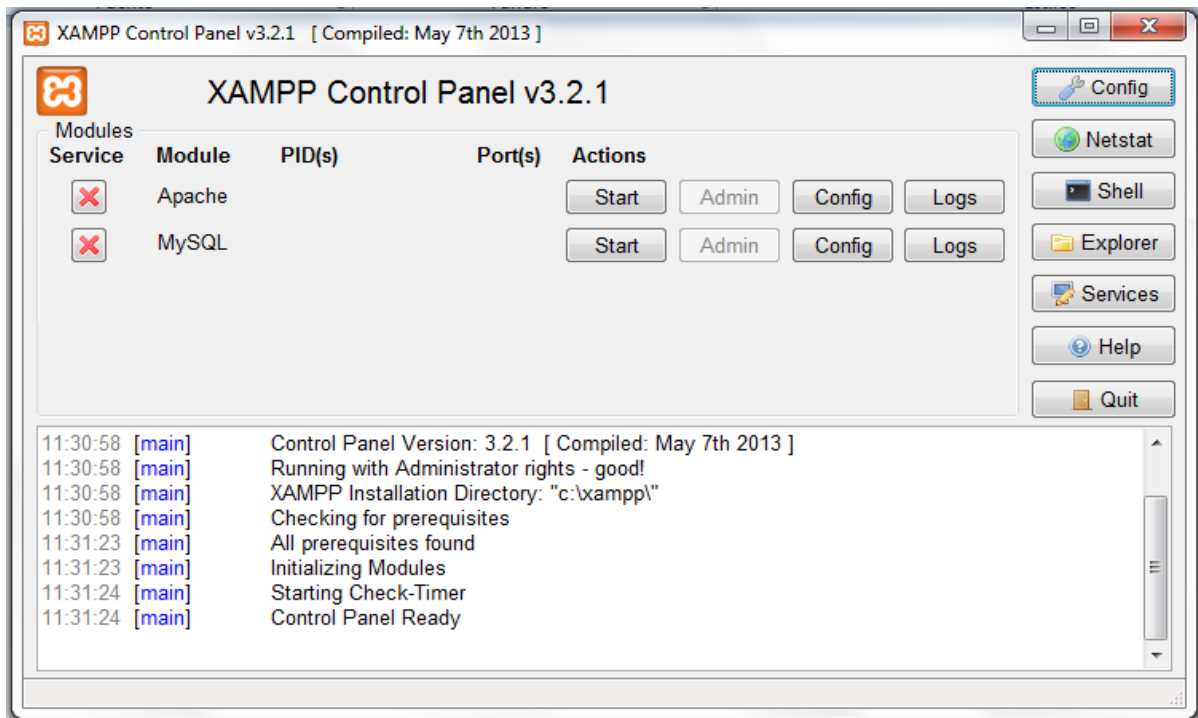 XAMPP Control Panel v3.2.1 [ Compiled: May 7th 2013 ]
XAMPP Control Panel v3.2.1
Config
Modules
Service Module PID(s) Port(s) Actions
Netstat
Apache Start Admin Config Logs
Shell
MySQL Start Admin Config Logs
Explorer
Services
Help
Quit
11:30:58 [main] Control Panel Version: 3.2.1 [ Compiled: May 7th 2013 ]
11:30:58 [main] Running with Administrator rights - good!
11:30:58 [main] XAMPP Installation Directory: "c:\xampp\"
11:30:58 [main] Checking for prerequisites
11:31:23 [main] All prerequisites found
11:31:23 [main] Initializing Modules
11:31:24 [main] Starting Check-Timer
11:31:24 [main] Control Panel Ready